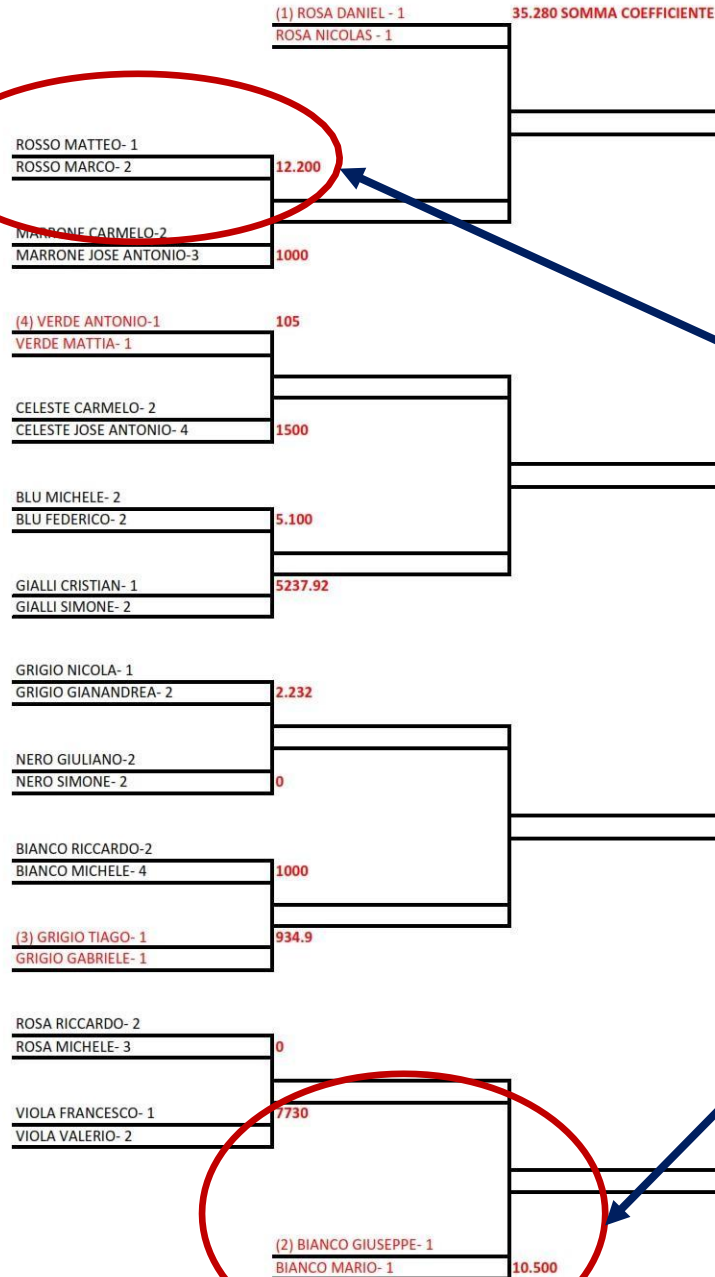 (1) ROSA DANIEL - 1 35.280 SOMMA COEFFICIENTE
ROSA NICOLAS - 1
ROSSO MATTEO- 1
ROSSO MARCO- 2 12.200
MARRONE CARMELO-2
MARRONE JOSE ANTONIO-3 1000
(4) VERDE ANTONIO-1 105
VERDE MATTIA- 1
CELESTE CARMELO- 2
CELESTE JOSE ANTONIO- 4 1500
BLU MICHELE- 2
BLU FEDERICO- 2 5.100
GIALLI CRISTIAN- 1 5237.92
GIALLI SIMONE- 2
GRIGIO NICOLA- 1
GRIGIO GIANANDREA- 2 2.232
NERO GIULIANO-2
NERO SIMONE- 2 0
BIANCO RICCARDO-2
BIANCO MICHELE- 4 1000
(3) GRIGIO TIAGO- 1 934.9
GRIGIO GABRIELE- 1
ROSA RICCARDO- 2
ROSA MICHELE- 3 0
VIOLA FRANCESCO- 1 7730
VIOLA VALERIO- 2
(2) BIANCO GIUSEPPE- 1
BIANCO MARIO- 1 10.500